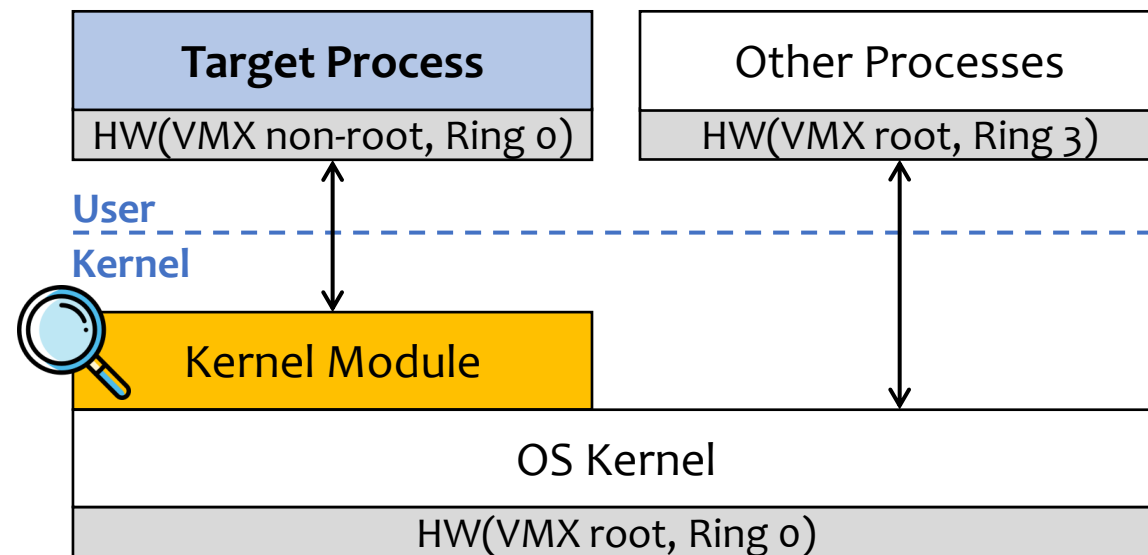 Target Process
Other Processes
HW(VMX non-root, Ring 0)
HW(VMX root, Ring 3)
User
Kernel
Kernel Module
OS Kernel
HW(VMX root, Ring 0)